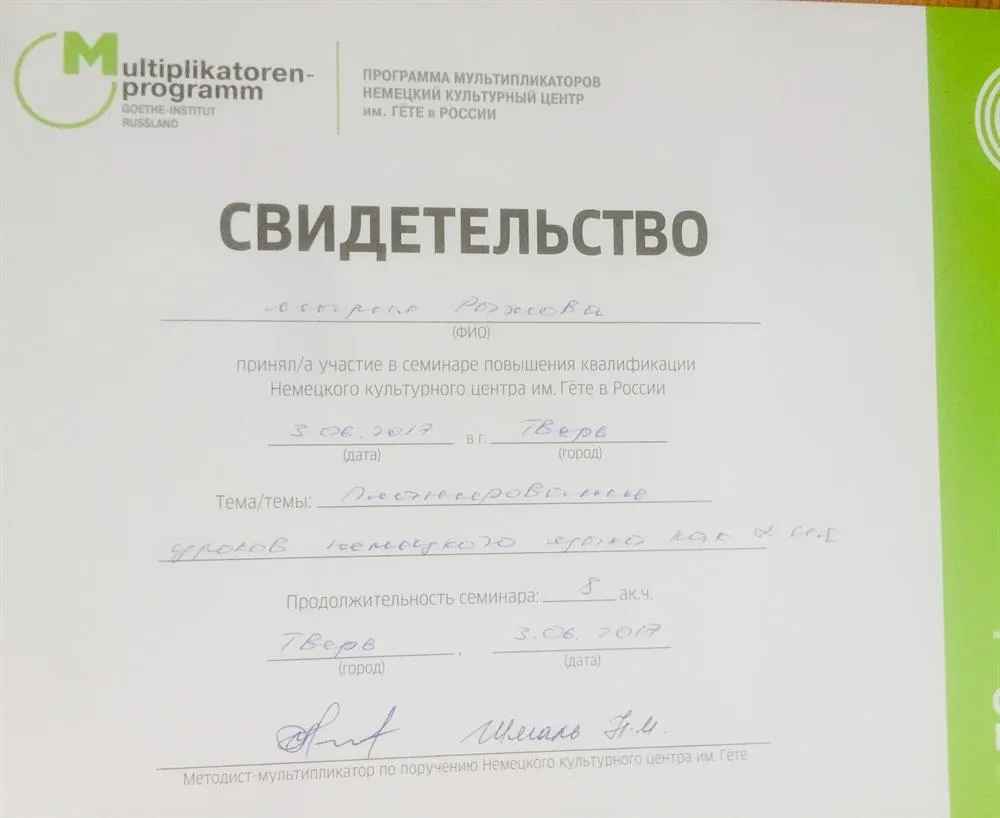 Multiplikatoren-
programm
GOETHE-INSTITUT
RUSSLAND
ПРОГРАММА МУЛЬТИПЛИКАТОРОВ
НЕМЕЦКИЙ КУЛЬТУРНЫЙ ЦЕНТР
им. ГЁТЕ в РОССИИ
СВИДЕТЕЛЬСТВО
Рожкова
(ФИО)
принял/а участие в семинаре повышения квалификации
Немецкого культурного центра им. Гёте в России
3.06.2017 в г. Тверь
(дата) (город)
Тема/темы: Планирование
уроков немецкого языка как 2 ИЯ
Продолжительность семинара: 8 ак.ч.
Тверь, 3.06.2017
(город) (дата)
Шмаль Н.М.
Методист-мультипликатор по поручению Немецкого культурного центра им. Гёте